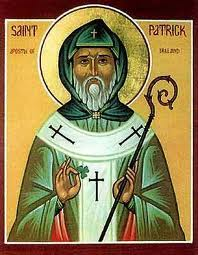 SAINT PATRICK
APOSTLE OF IRELAND